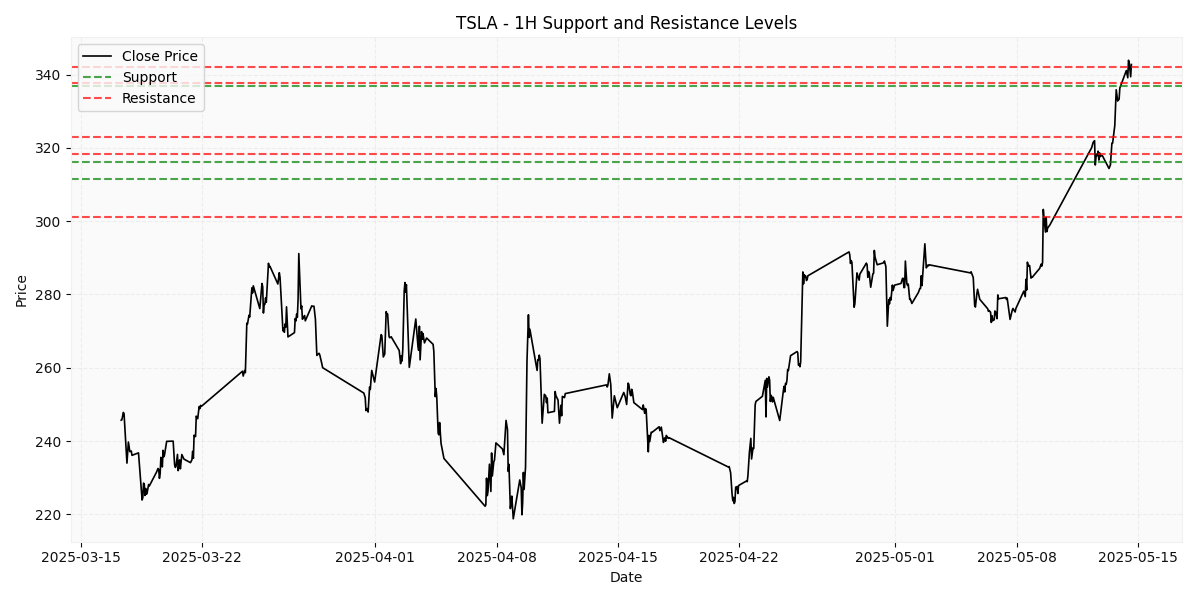 TSLA - 1H Support and Resistance Levels
Close Price
Support
Resistance
Price
340
320
300
280
260
240
220
2025-03-15 2025-03-22 2025-04-01 2025-04-08 2025-04-15 2025-04-22 2025-05-01 2025-05-08 2025-05-15
Date